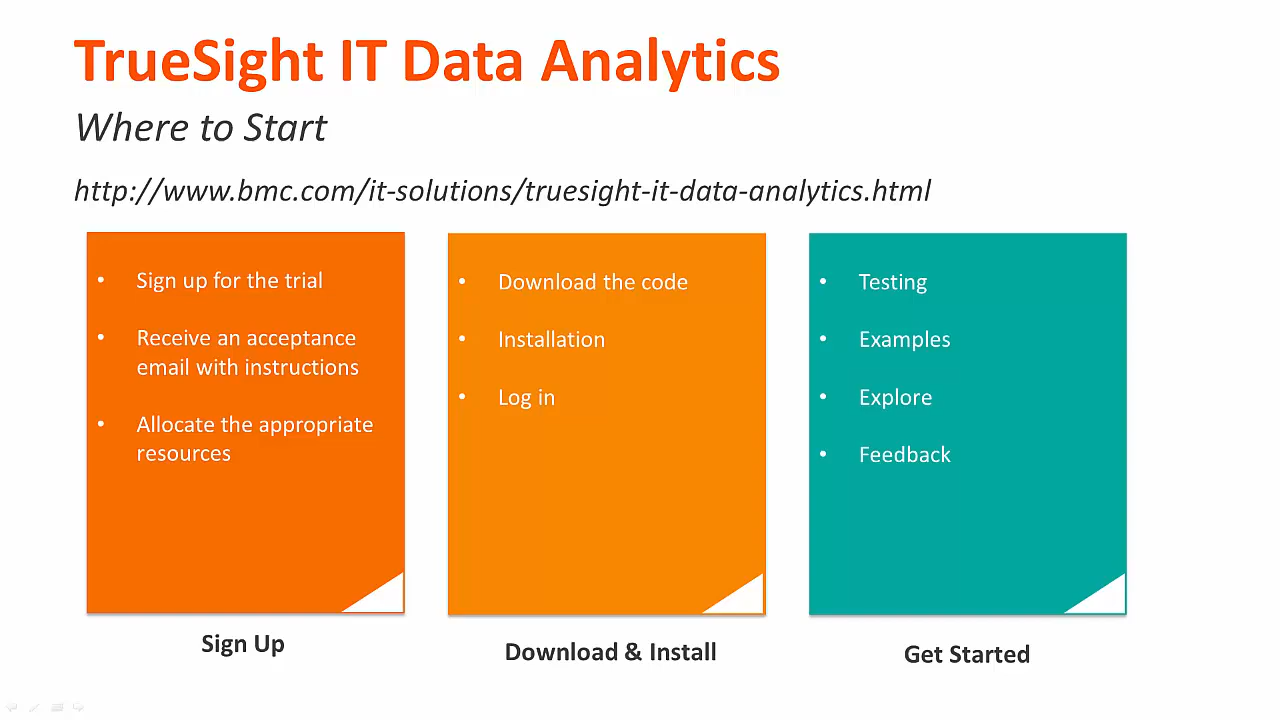 TrueSight IT Data Analytics
Where to Start
http://www.bmc.com/it-solutions/truesight-it-data-analytics.html
• Sign up for the trial
• Receive an acceptance
email with instructions
• Allocate the appropriate
resources
Sign Up
• Download the code
• Installation
• Log in
Download & Install
• Testing
• Examples
• Explore
• Feedback
Get Started